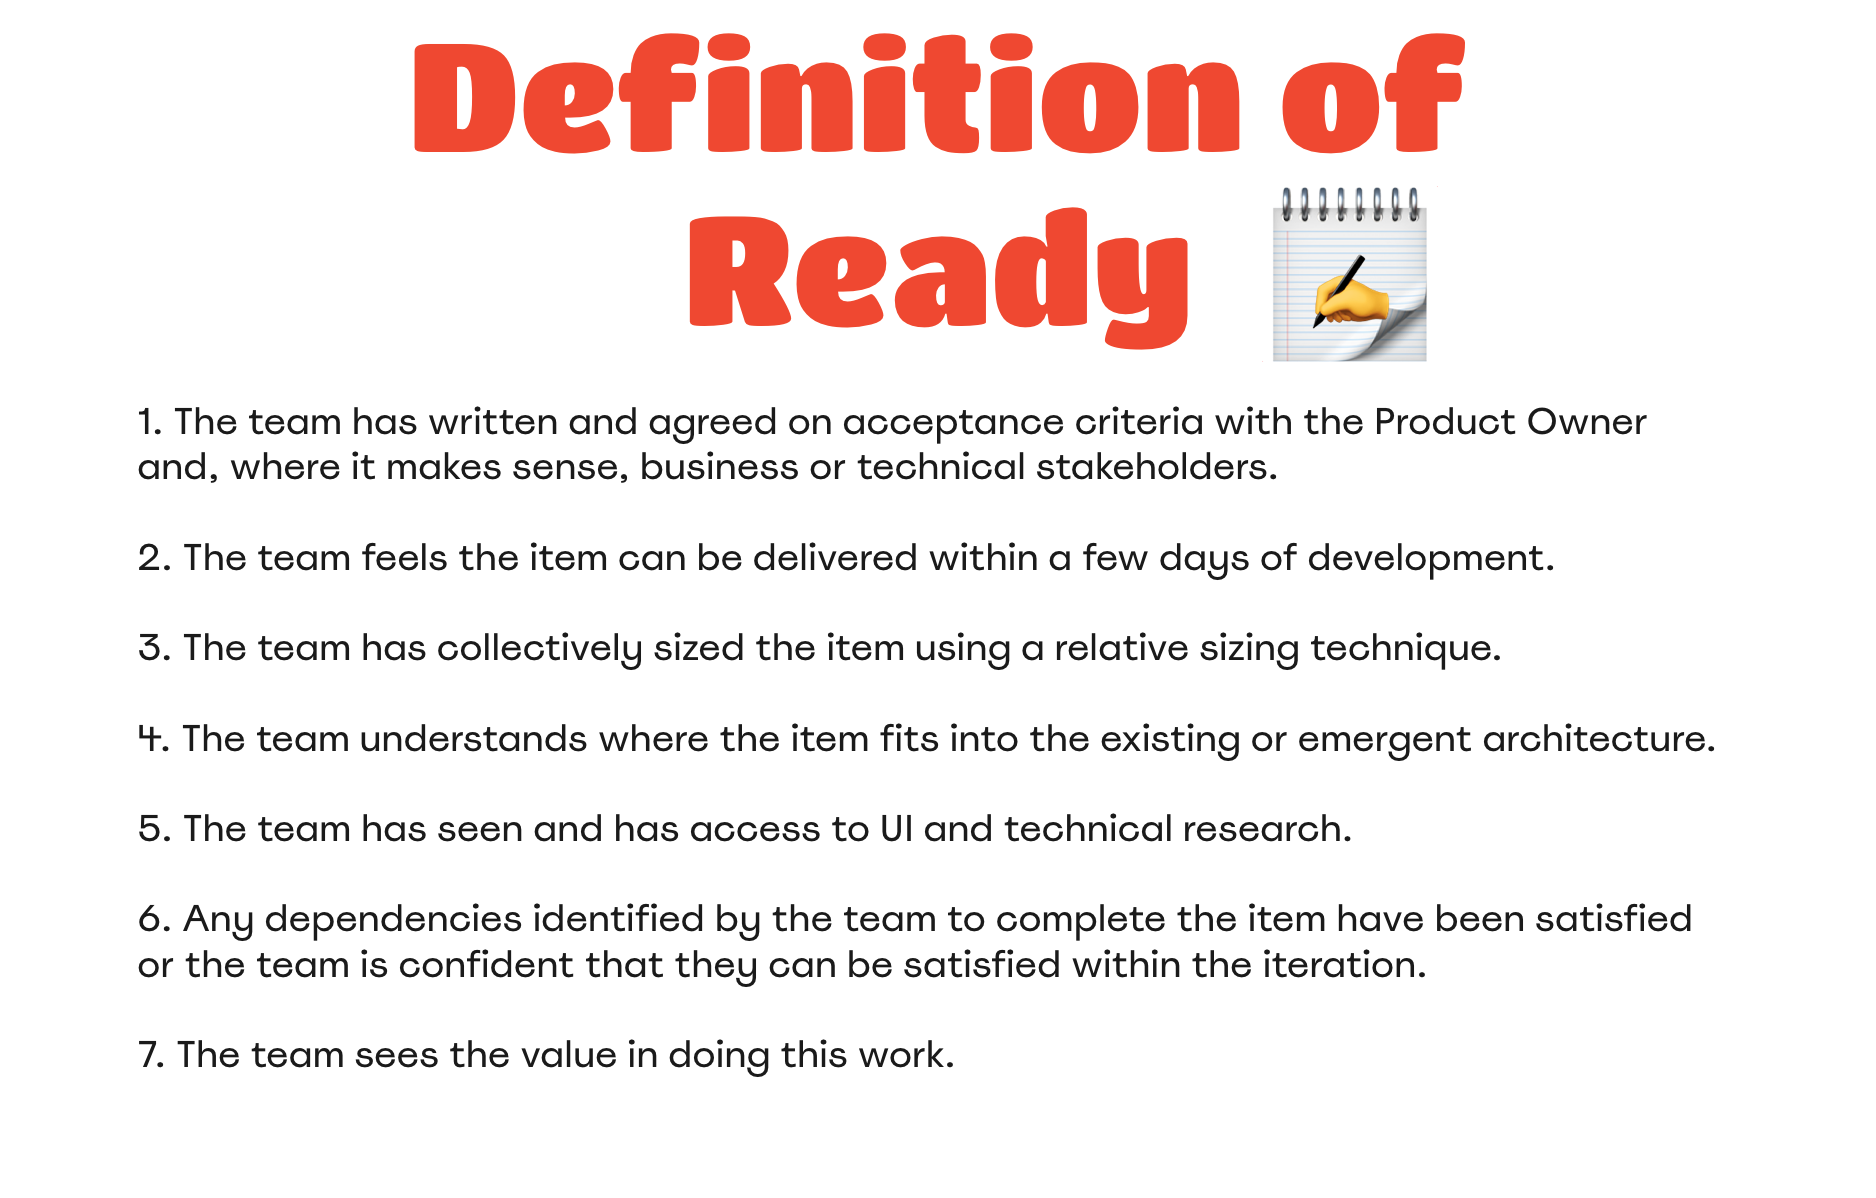 Definition of
Ready
1. The team has written and agreed on acceptance criteria with the Product Owner
and, where it makes sense, business or technical stakeholders.
2. The team feels the item can be delivered within a few days of development.
3. The team has collectively sized the item using a relative sizing technique.
4. The team understands where the item fits into the existing or emergent architecture.
5. The team has seen and has access to UI and technical research.
6. Any dependencies identified by the team to complete the item have been satisfied
or the team is confident that they can be satisfied within the iteration.
7. The team sees the value in doing this work.